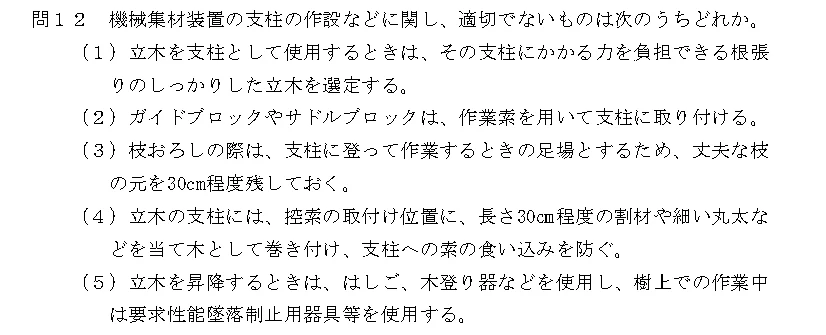 問１２　機械集材装置の支柱の作設などに関し、適切でないものは次のうちどれか。
（１）立木を支柱として使用するときは、その支柱にかかる力を負担できる根張
りのしっかりした立木を選定する。
（２）ガイドブロックやサドルブロックは、作業索を用いて支柱に取り付ける。
（３）枝おろしの際は、支柱に登って作業するときの足場とするため、丈夫な枝
の元を30㎝程度残しておく。
（４）立木の支柱には、控索の取付け位置に、長さ30㎝程度の割材や細い丸太な
どを当て木として巻き付け、支柱への索の食い込みを防ぐ。
（５）立木を昇降するときは、はしご、木登り器などを使用し、樹上での作業中
は要求性能墜落制止用器具等を使用する。